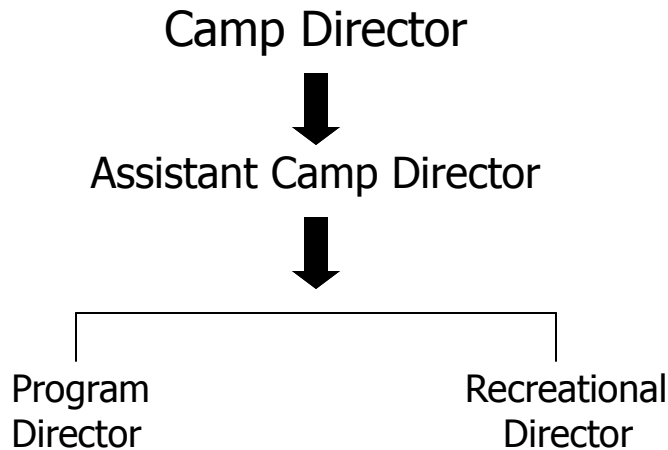 Camp Director
Assistant Camp Director
Program
Director
Recreational
Director